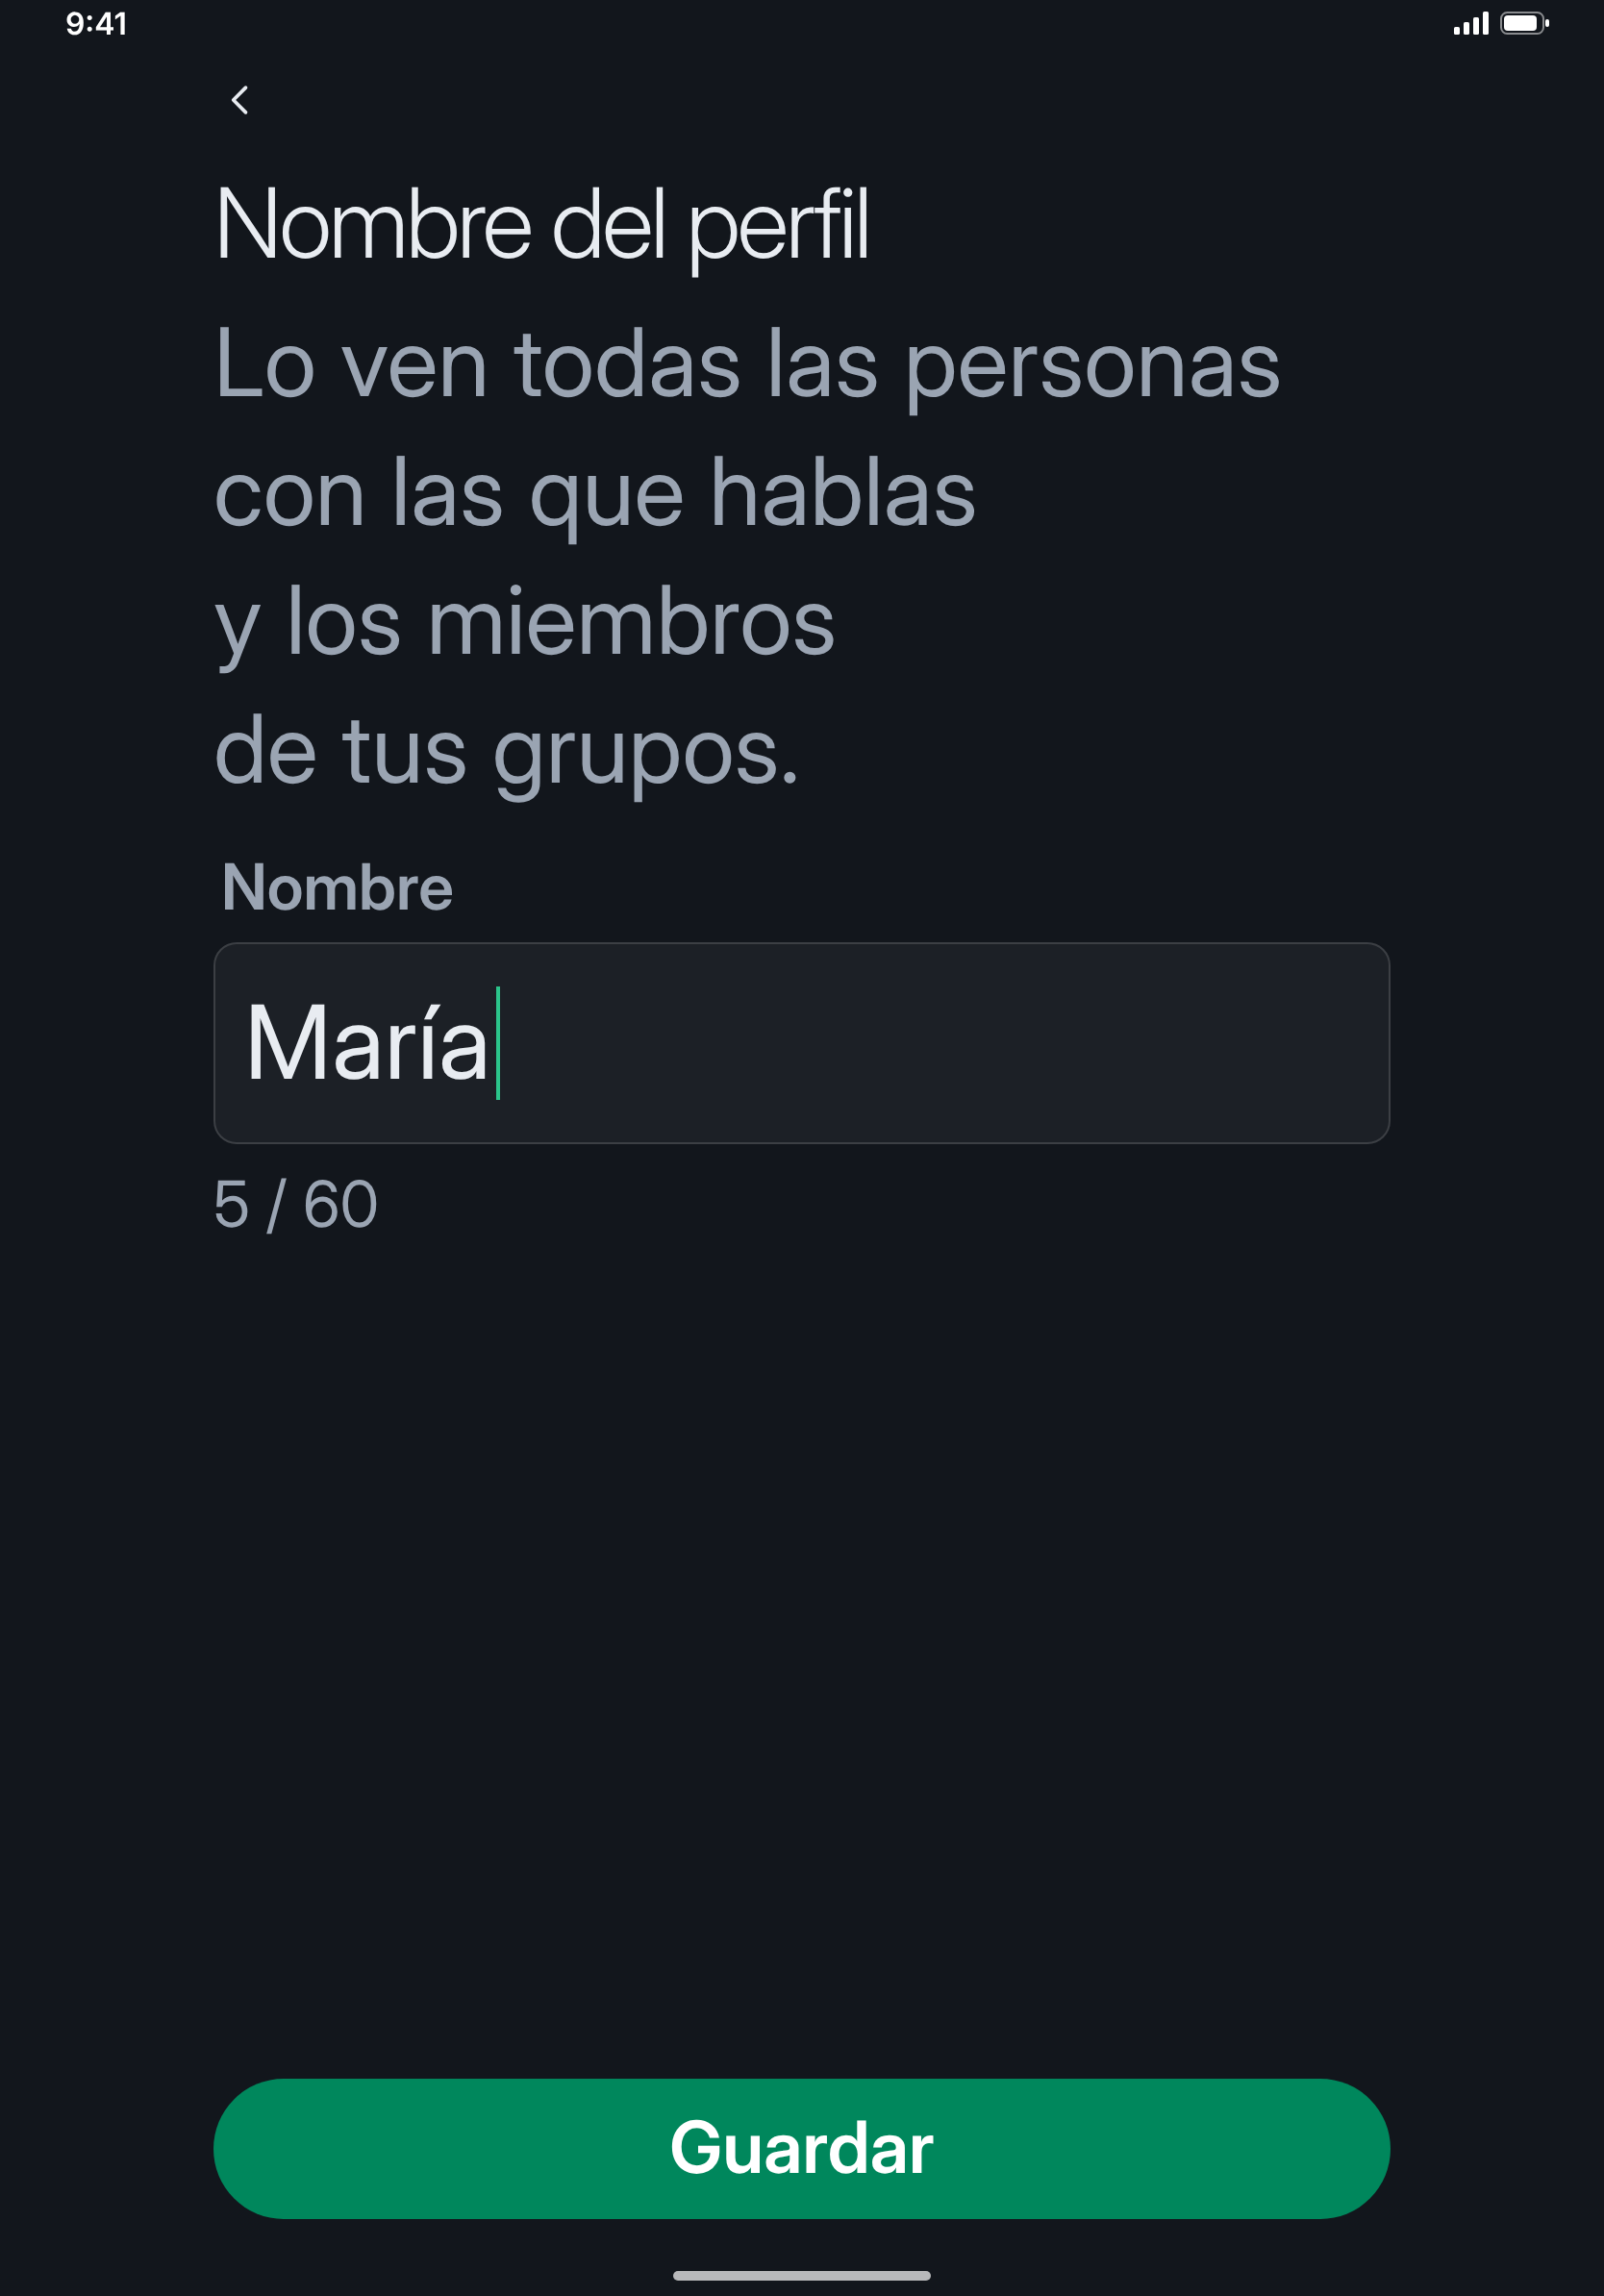 9:41
Nombre del perfil
Lo ven todas las personas
con las que hablas
y los miembros
de tus grupos.
Nombre
María
5 / 60
Guardar